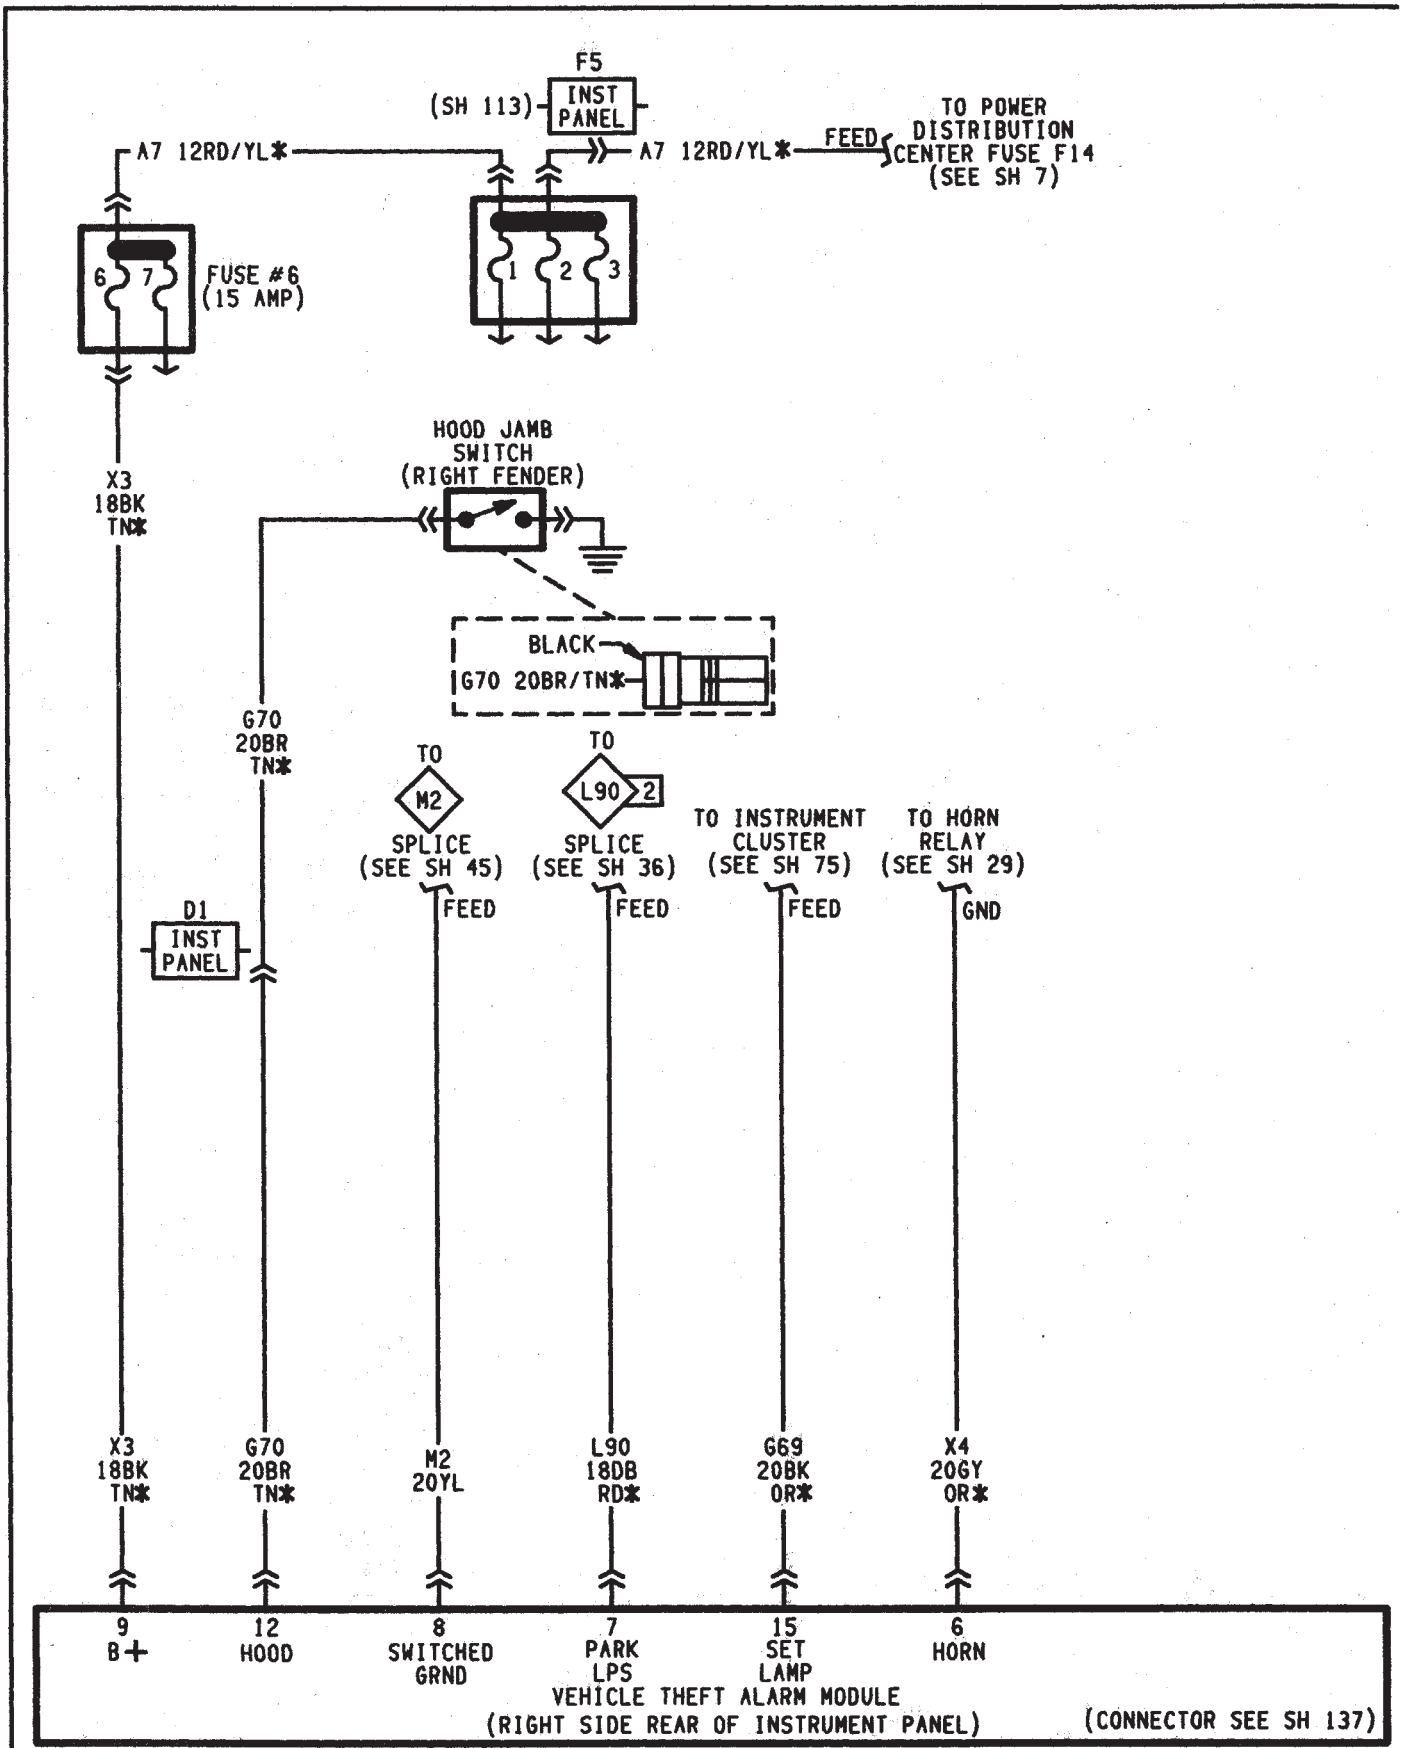 F5
INST
PANEL
(SH 113)
A7 12RD/YL*
A7 12RD/YL*
FEED
TO POWER
DISTRIBUTION
CENTER FUSE F14
(SEE SH 7)
6 7
FUSE #6
(15 AMP)
1 2 3
HOOD JAMB
SWITCH
(RIGHT FENDER)
X3
18BK
TN*
BLACK
G70 20BR/TN*
G70
20BR
TN*
TO
M2
SPLICE
(SEE SH 45)
FEED
TO
L90 2
SPLICE
(SEE SH 36)
FEED
TO INSTRUMENT
CLUSTER
(SEE SH 75)
FEED
TO HORN
RELAY
(SEE SH 29)
GND
D1
INST
PANEL
X3
18BK
TN*
G70
20BR
TN*
M2
20YL
L90
18DB
RD*
G69
20BK
OR*
X4
20GY
OR*
9
B+
12
HOOD
8
SWITCHED
GRND
7
PARK
LPS
15
SET
LAMP
6
HORN
VEHICLE THEFT ALARM MODULE
(RIGHT SIDE REAR OF INSTRUMENT PANEL)
(CONNECTOR SEE SH 137)